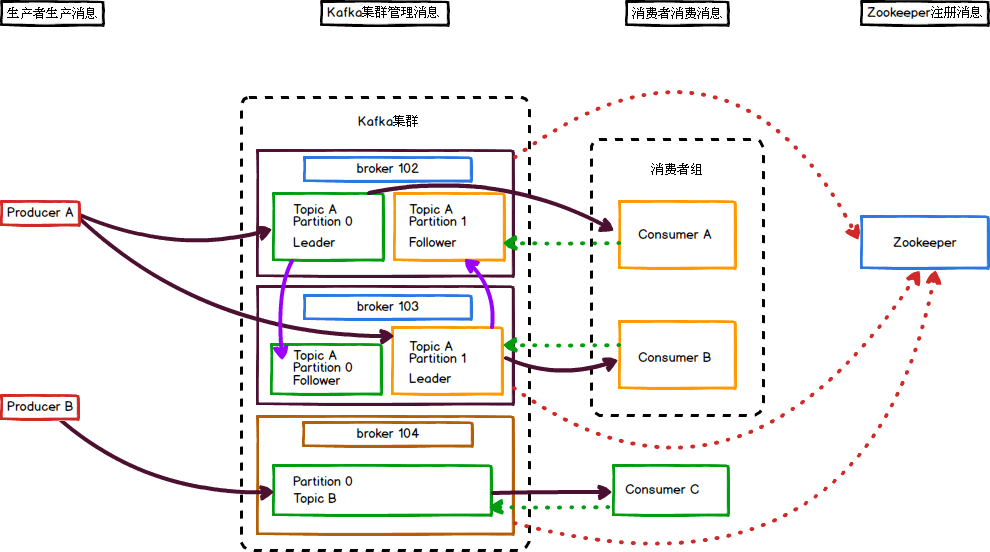 生产者生产消息
Kafka集群管理消息
消费者消费消息
Zookeeper注册消息
Kafka集群
broker 102
Topic A
Partition 0
Leader
Topic A
Partition 1
Follower
broker 103
Topic A
Partition 0
Follower
Topic A
Partition 1
Leader
broker 104
Partition 0
Topic B
Producer A
Producer B
消费者组
Consumer A
Consumer B
Consumer C
Zookeeper